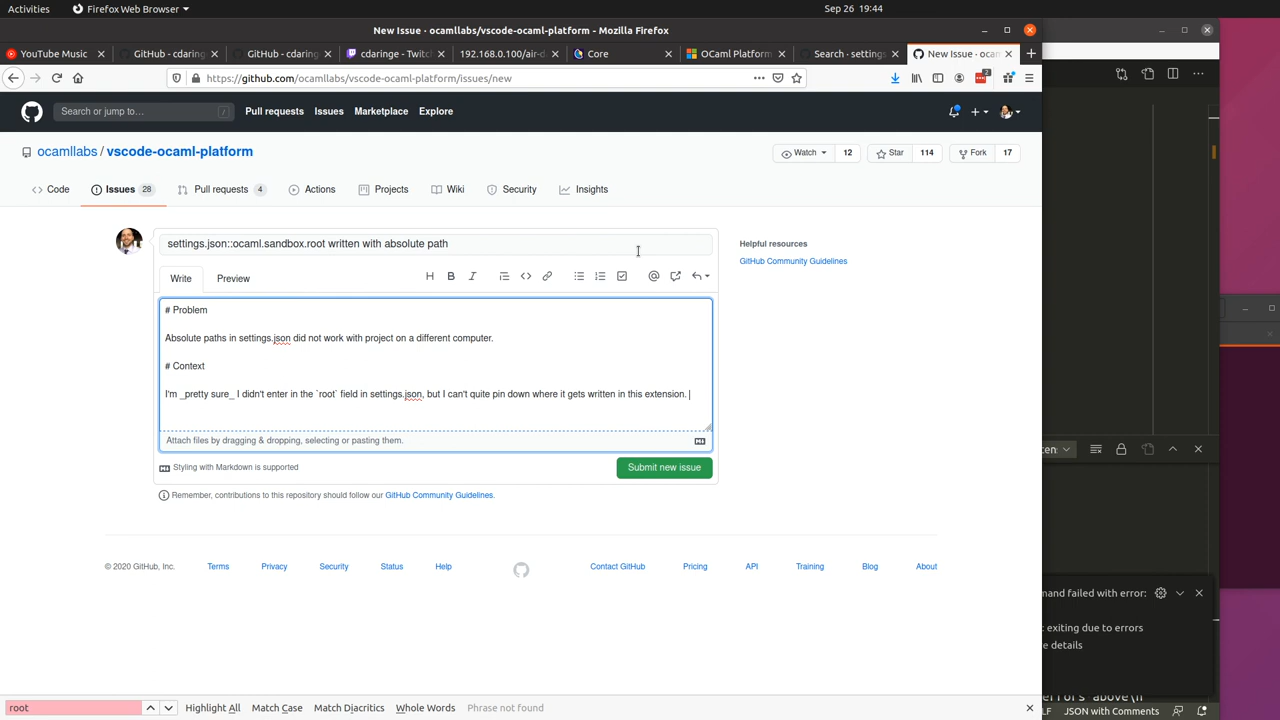 Activities
Firefox Web Browser
Sep 26 19:44
New Issue · ocamllabs/vscode-ocaml-platform - Mozilla Firefox
YouTube Music
GitHub - cdaring
GitHub - cdaring
cdaringe - Twitc
192.168.0.100/air-d
Core
OCaml Platform
Search · settings
New Issue · ocam
https://github.com/ocamllabs/vscode-ocaml-platform/issues/new
2
Search or jump to...
/
Pull requests
Issues
Marketplace
Explore
ocamllabs / vscode-ocaml-platform
Watch 12
Star 114
Fork 17
Code
Issues 28
Pull requests 4
Actions
Projects
Wiki
Security
Insights
settings.json::ocaml.sandbox.root written with absolute path
Write
Preview
# Problem
Absolute paths in settings.json did not work with project on a different computer.
# Context
I'm _pretty sure_ I didn't enter in the `root` field in settings.json, but I can't quite pin down where it gets written in this extension.
Attach files by dragging & dropping, selecting or pasting them.
Styling with Markdown is supported
Submit new issue
Remember, contributions to this repository should follow our GitHub Community Guidelines.
Helpful resources
GitHub Community Guidelines
© 2020 GitHub, Inc.
Terms
Privacy
Security
Status
Help
Contact GitHub
Pricing
API
Training
Blog
About
mand failed with error:
exiting due to errors
e details
root
Highlight All
Match Case
Match Diacritics
Whole Words
Phrase not found
LF
JSON with Comments